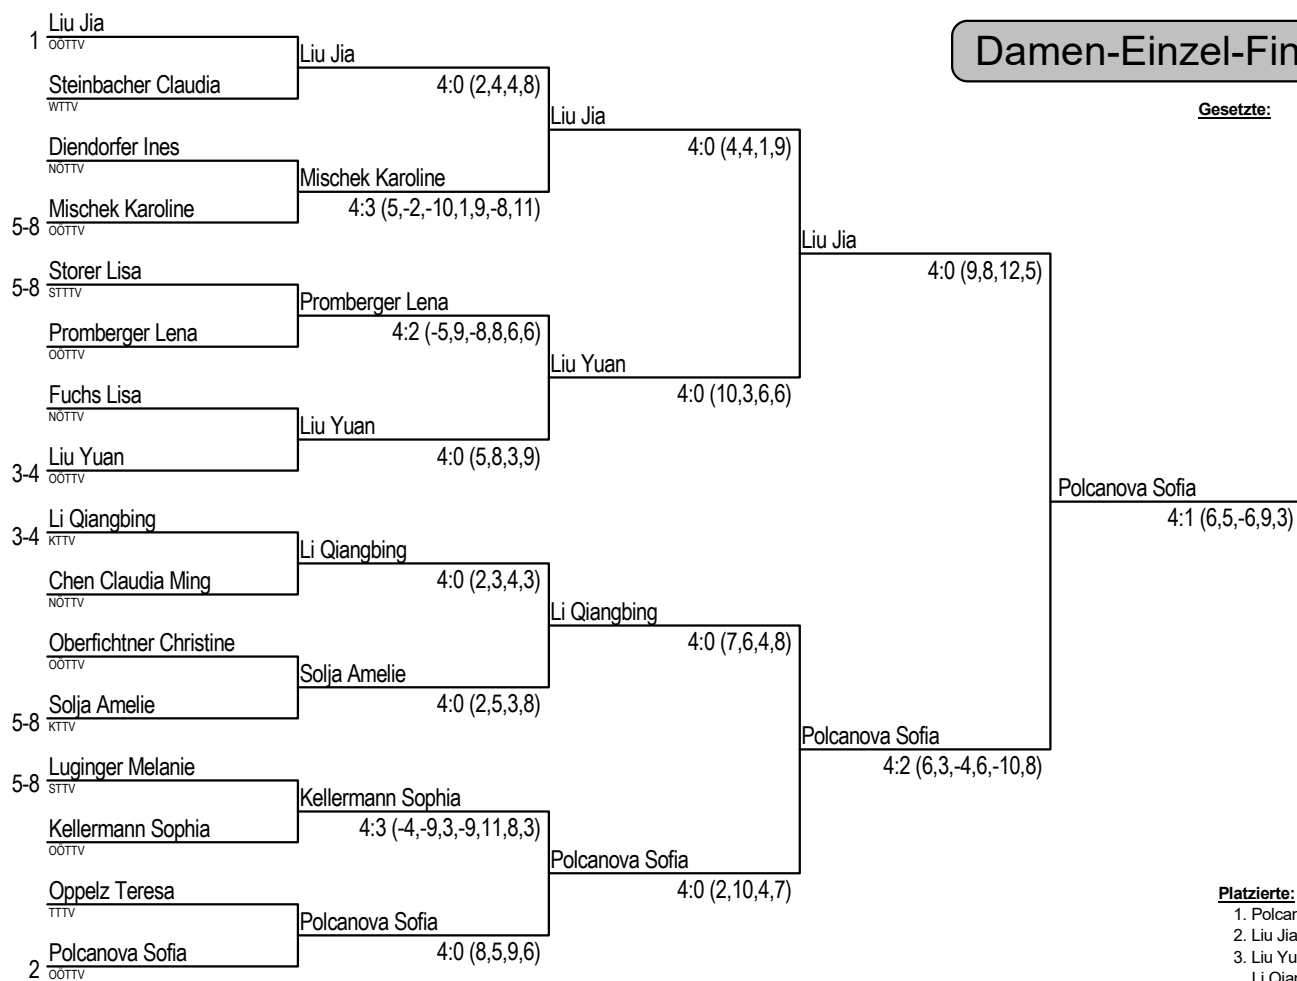 Damen-Einzel-Fin
Gesetzte:
Liu Jia
1
OÖTTV
Steinbacher Claudia
WTTV
Diendorfer Ines
NÖTTV
Mischek Karoline
5-8
OÖTTV
Storer Lisa
5-8
STTTV
Promberger Lena
OÖTTV
Fuchs Lisa
NÖTTV
Liu Yuan
3-4
OÖTTV
Li Qiangbing
3-4
KTTV
Chen Claudia Ming
NÖTTV
Oberfichtner Christine
OÖTTV
Solja Amelie
5-8
KTTV
Luginger Melanie
5-8
STTV
Kellermann Sophia
OÖTTV
Oppelz Teresa
TTTV
Polcanova Sofia
2
OÖTTV
Liu Jia
4:0 (2,4,4,8)
Mischek Karoline
4:3 (5,-2,-10,1,9,-8,11)
Promberger Lena
4:2 (-5,9,-8,8,6,6)
Liu Yuan
4:0 (5,8,3,9)
Li Qiangbing
4:0 (2,3,4,3)
Solja Amelie
4:0 (2,5,3,8)
Kellermann Sophia
4:3 (-4,-9,3,-9,11,8,3)
Polcanova Sofia
4:0 (8,5,9,6)
Liu Jia
4:0 (4,4,1,9)
Liu Yuan
4:0 (10,3,6,6)
Li Qiangbing
4:0 (7,6,4,8)
Polcanova Sofia
4:0 (2,10,4,7)
Liu Jia
4:0 (9,8,12,5)
Polcanova Sofia
4:2 (6,3,-4,6,-10,8)
Polcanova Sofia
4:1 (6,5,-6,9,3)
Platzierte:
1. Polcar
2. Liu Jia
3. Liu Yu
Li Qian